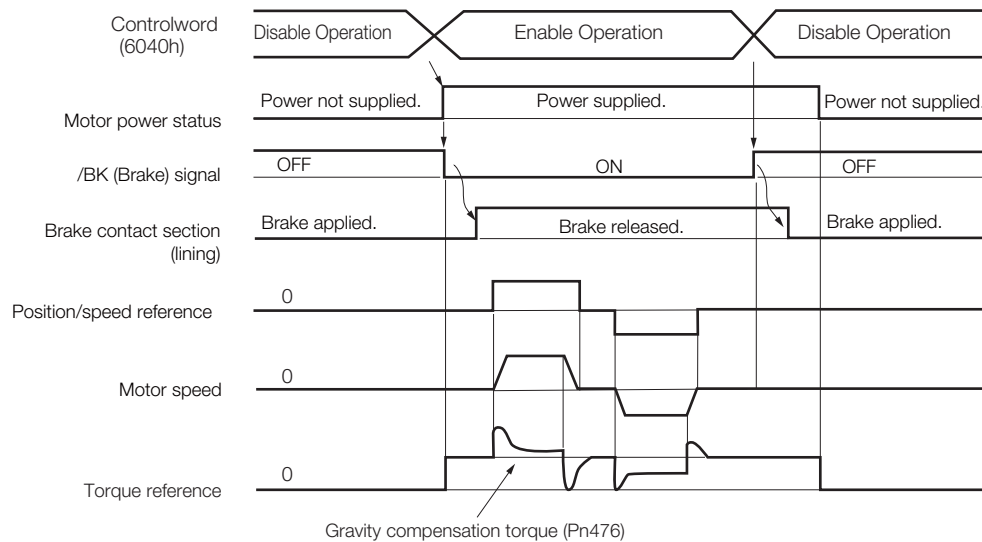 Controlword
(6040h)
Disable Operation
Enable Operation
Disable Operation
Motor power status
Power not supplied.
Power supplied.
Power not supplied.
/BK (Brake) signal
OFF
ON
OFF
Brake contact section
(lining)
Brake applied.
Brake released.
Brake applied.
Position/speed reference
0
Motor speed
0
Torque reference
0
Gravity compensation torque (Pn476)